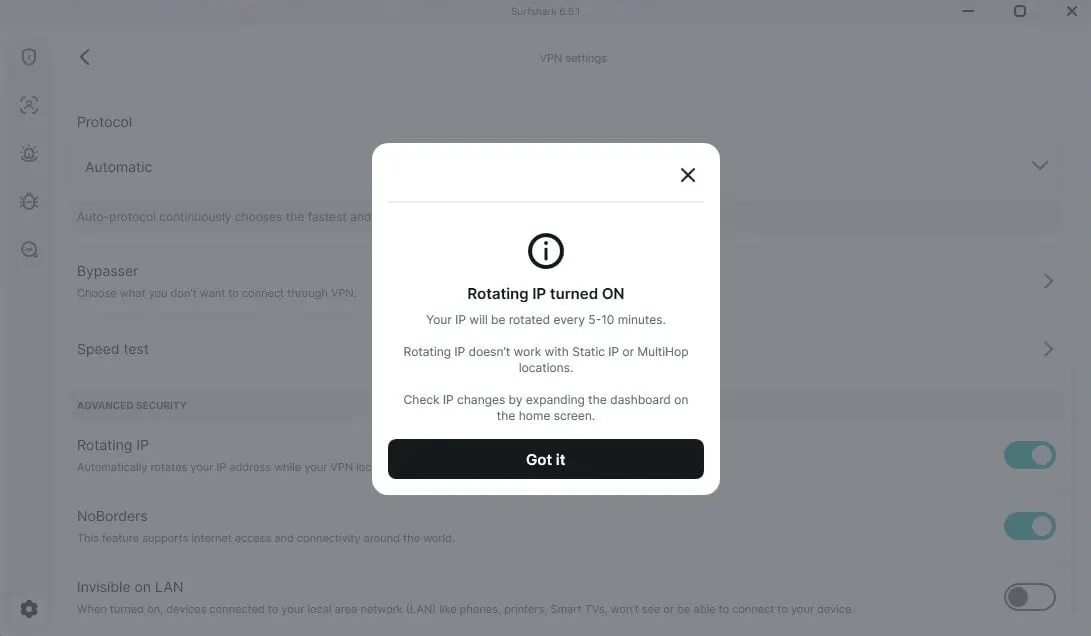 Surfshark 6.5.1
VPN settings
Protocol
Automatic
Auto-protocol continuously chooses the fastest and
Bypasser
Choose what you don't want to connect through VPN.
Speed test
ADVANCED SECURITY
Rotating IP
Automatically rotates your IP address while your VPN loc
NoBorders
This feature supports internet access and connectivity around the world.
Invisible on LAN
When turned on, devices connected to your local area network (LAN) like phones, printers, Smart TVs, won't see or be able to connect to your device.
Rotating IP turned ON
Your IP will be rotated every 5-10 minutes.
Rotating IP doesn't work with Static IP or MultiHop
locations.
Check IP changes by expanding the dashboard on
the home screen.
Got it